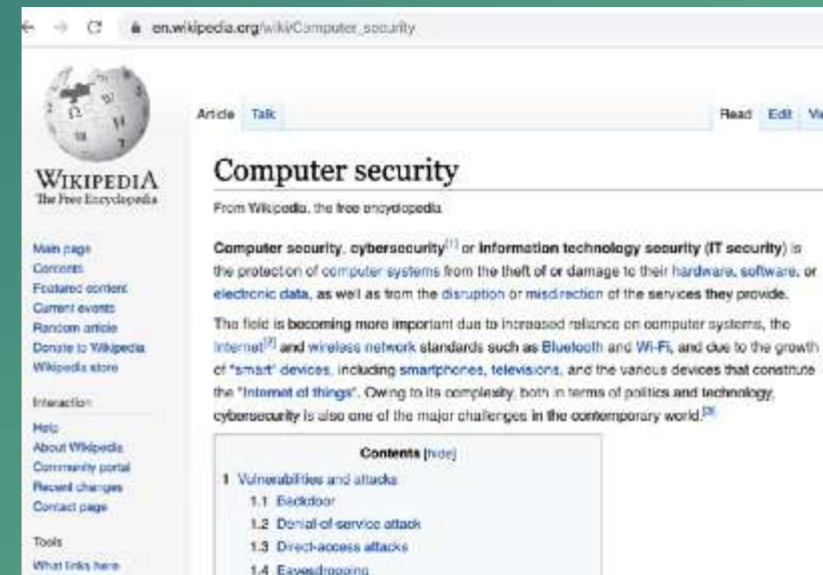 en.wikipedia.org/wiki/Computer_security
WIKIPEDIA
The Free Encyclopedia
Main page
Contents
Featured content
Current events
Random article
Donate to Wikipedia
Wikipedia store
Interaction
Help
About Wikipedia
Community portal
Recent changes
Contact page
Tools
What links here
Article Talk
Read Edit
Computer security
From Wikipedia, the free encyclopedia
Computer security, cybersecurity[1] or information technology security (IT security) is
the protection of computer systems from the theft of or damage to their hardware, software, or
electronic data, as well as from the disruption or misdirection of the services they provide.
The field is becoming more important due to increased reliance on computer systems, the
Internet[2] and wireless network standards such as Bluetooth and Wi-Fi, and due to the growth
of "smart" devices, including smartphones, televisions, and the various devices that constitute
the "Internet of things". Owing to its complexity, both in terms of politics and technology,
cybersecurity is also one of the major challenges in the contemporary world.[3]
Contents [hide]
1 Vulnerabilities and attacks
1.1 Backdoor
1.2 Denial-of-service attack
1.3 Direct-access attacks
1.4 Eavesdropping